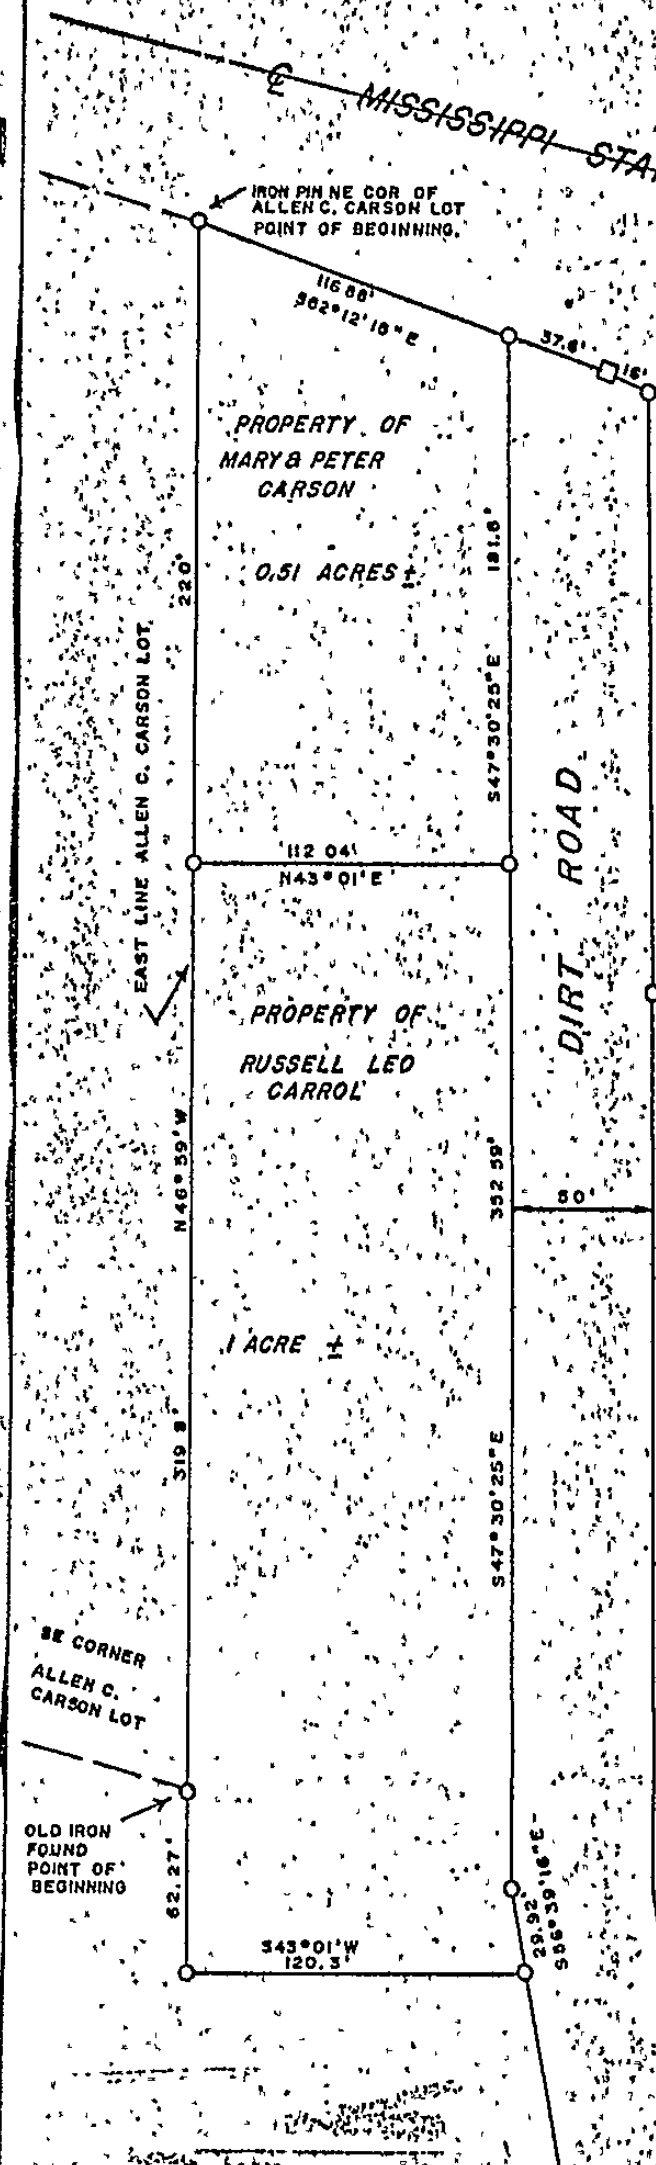 ℄ MISSISSIPPI STA
IRON PIN NE COR OF
ALLEN C. CARSON LOT
POINT OF BEGINNING.
116.88'
S62°12'16"E
37.6'
16'
PROPERTY OF
MARY & PETER
CARSON
0.51 ACRES ±
220'
181.6'
S47°30'25"E
EAST LINE ALLEN C. CARSON LOT
112.04'
N43°01'E
DIRT ROAD
PROPERTY OF
RUSSELL LEO
CARROL
N46°59'W
352.59'
50'
1 ACRE ±
319.8'
S47°30'25"E
SE CORNER
ALLEN C.
CARSON LOT
OLD IRON
FOUND
POINT OF
BEGINNING
62.27'
29.92'
S56°39'16"E
S43°01'W
120.3'